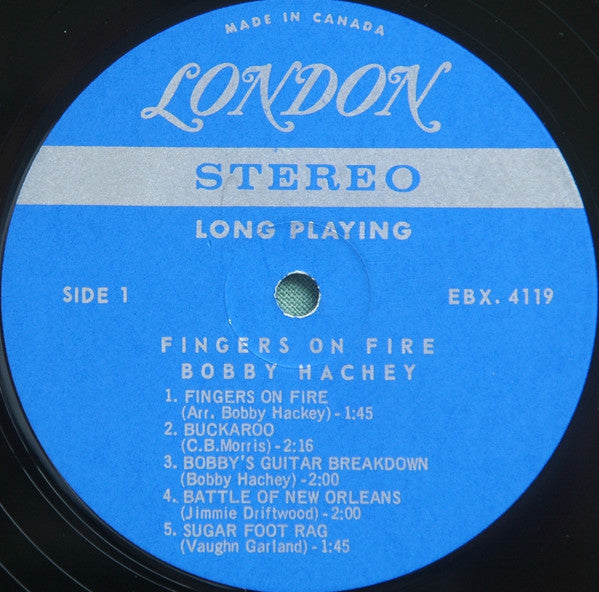 MADE IN CANADA
LONDON
STEREO
LONG PLAYING
SIDE 1
EBX. 4119
FINGERS ON FIRE
BOBBY HACHEY
1. FINGERS ON FIRE
(Arr. Bobby Hackey) - 1:45
2. BUCKAROO
(C.B.Morris) - 2:16
3. BOBBY'S GUITAR BREAKDOWN
(Bobby Hachey) - 2:00
4. BATTLE OF NEW ORLEANS
(Jimmie Driftwood) - 2:00
5. SUGAR FOOT RAG
(Vaughn Garland) - 1:45